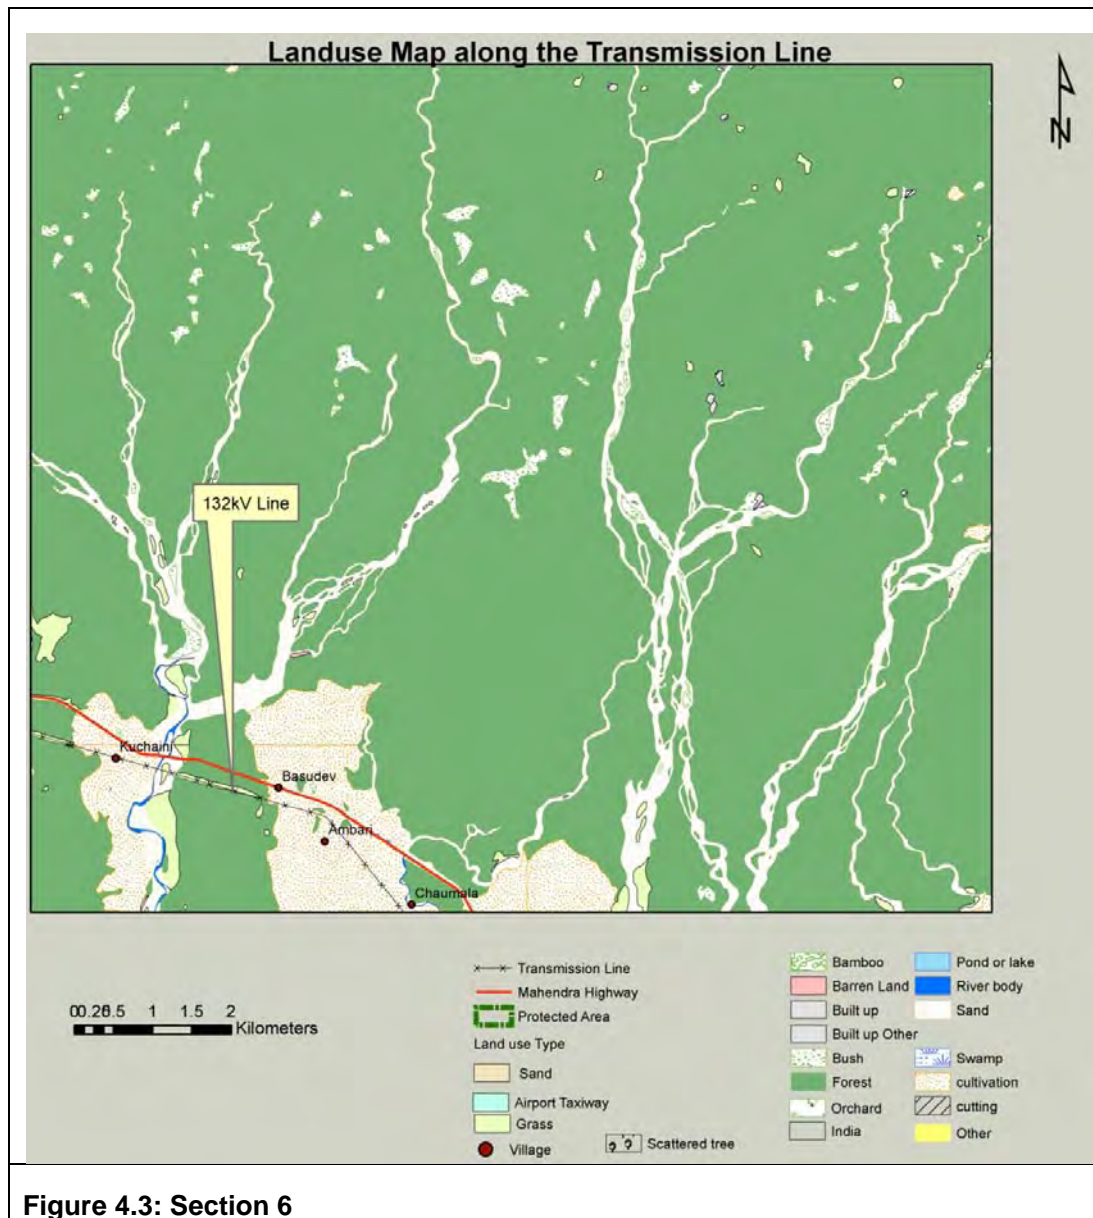 Landuse Map along the Transmission Line
N
132kV Line
Kuchaini
Basudev
Ambari
Chaumala
Transmission Line
Mahendra Highway
Protected Area
Land use Type
Sand
Airport Taxiway
Grass
Village
Scattered tree
Bamboo
Barren Land
Built up
Built up Other
Bush
Forest
Orchard
India
Pond or lake
River body
Sand
Swamp
cultivation
cutting
Other
00.250.5 1 1.5 2
Kilometers
Figure 4.3: Section 6